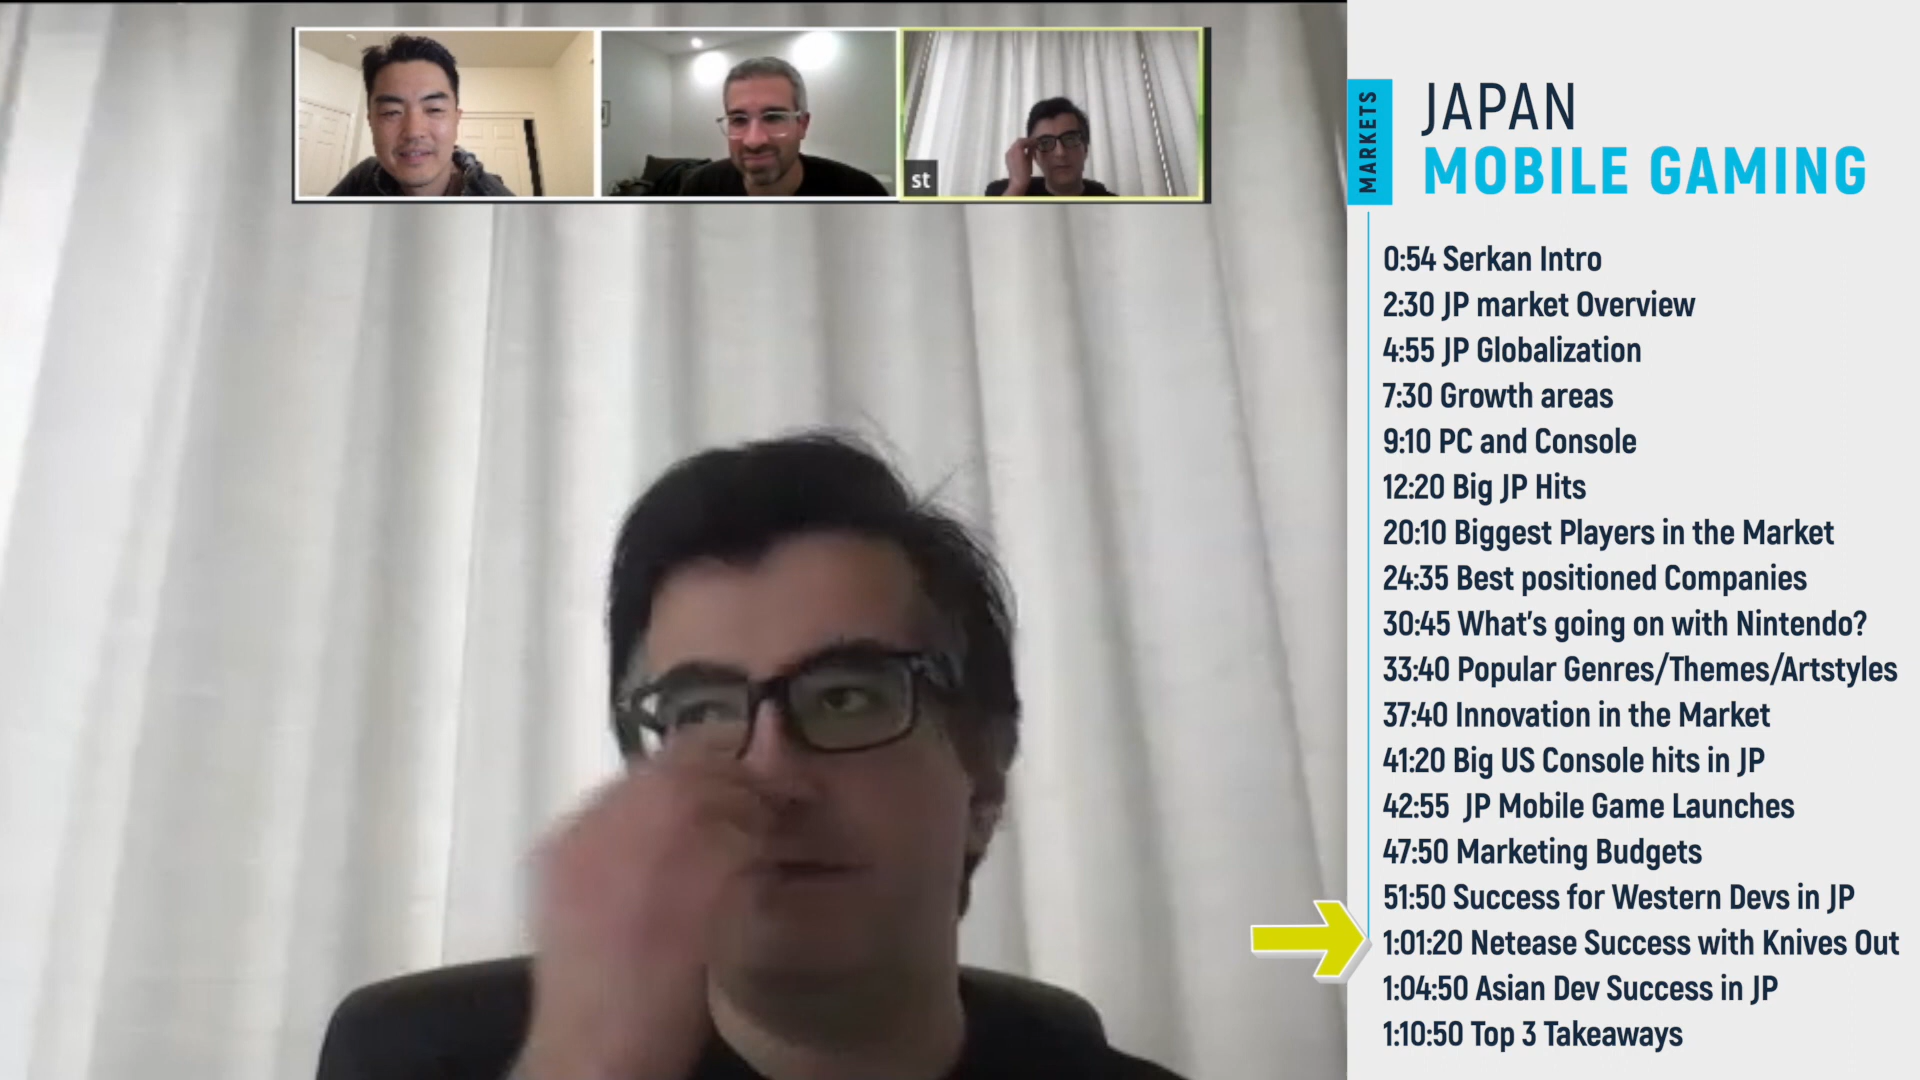 st
MARKETS
JAPAN
MOBILE GAMING
0:54 Serkan Intro
2:30 JP market Overview
4:55 JP Globalization
7:30 Growth areas
9:10 PC and Console
12:20 Big JP Hits
20:10 Biggest Players in the Market
24:35 Best positioned Companies
30:45 What's going on with Nintendo?
33:40 Popular Genres/Themes/Artstyles
37:40 Innovation in the Market
41:20 Big US Console hits in JP
42:55 JP Mobile Game Launches
47:50 Marketing Budgets
51:50 Success for Western Devs in JP
1:01:20 Netease Success with Knives Out
1:04:50 Asian Dev Success in JP
1:10:50 Top 3 Takeaways